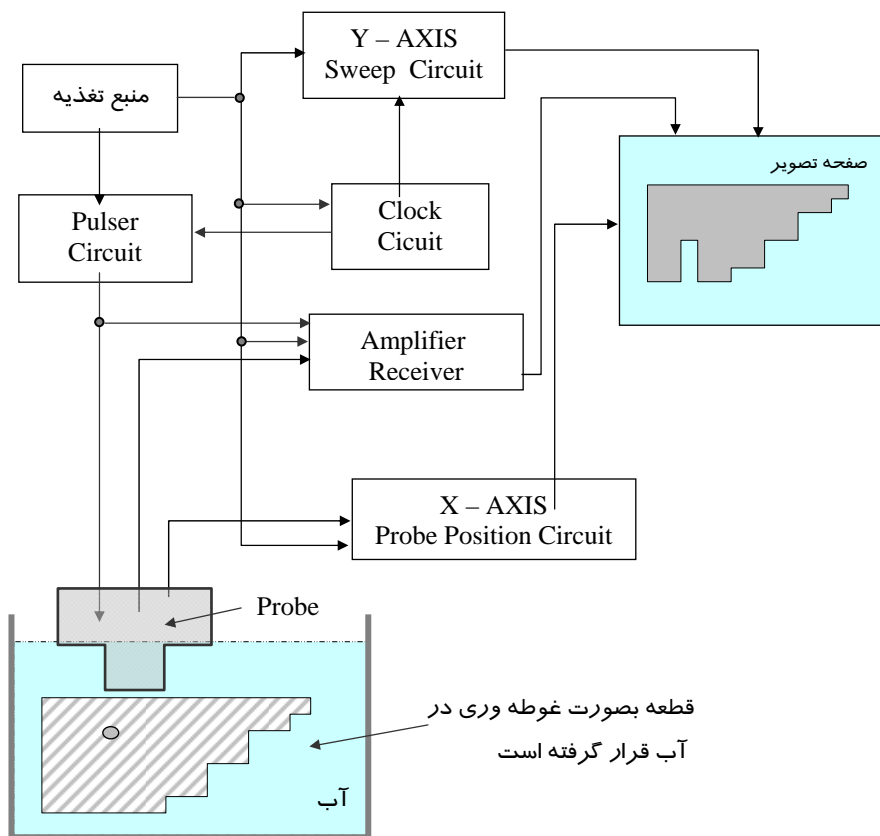 Y – AXIS
Sweep Circuit
منبع تغذیه
صفحه تصویر
Pulser
Circuit
Clock
Cicuit
Amplifier
Receiver
X – AXIS
Probe Position Circuit
Probe
قطعه بصورت غوطه وری در
آب قرار گرفته است
آب